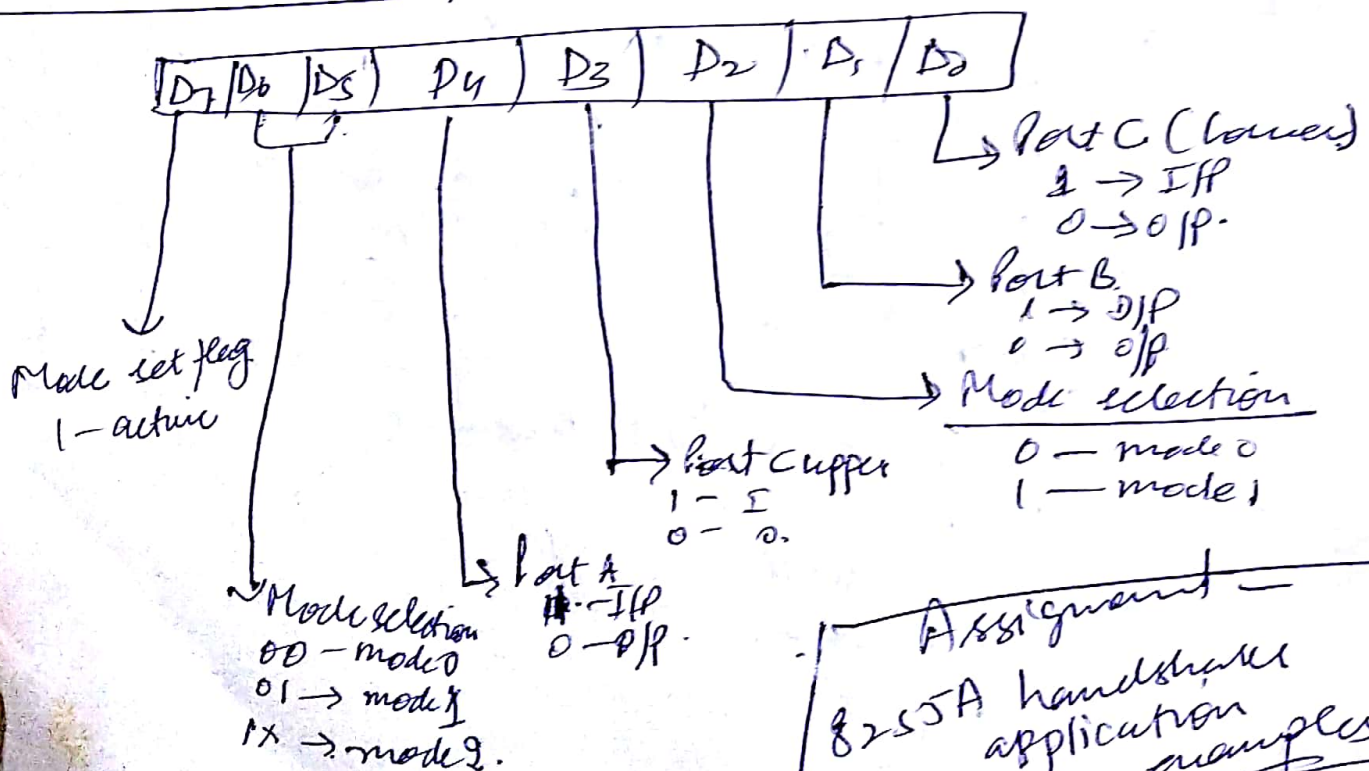 D7 D6 D5 D4 D3 D2 D1 D0
Port C (Lower)
1 → I/P
0 → O/P.
Port B.
1 → I/P
0 → O/P
Mode selection
0 — mode 0
1 — mode 1
Mode set flag
1 - active
Port C upper
1 - I
0 - O.
Port A
1 - I/P
0 - O/P.
Mode selection
00 - mode 0
01 → mode 1
1X → mode 2.
Assignment —
8255A handshake
application
examples